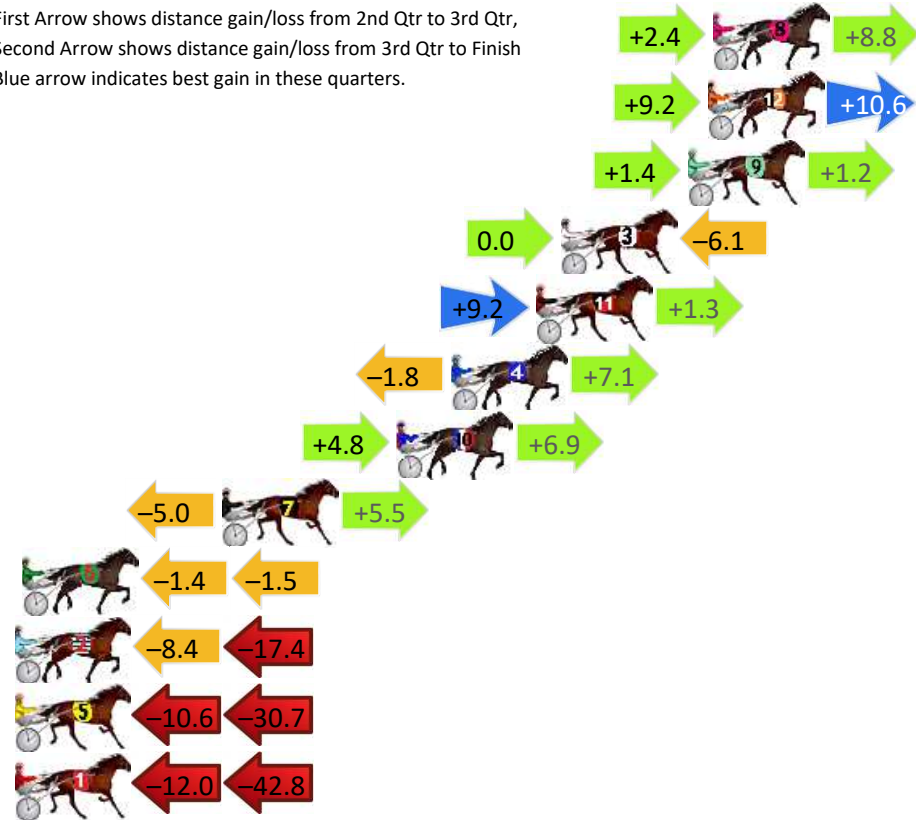 First Arrow shows distance gain/loss from 2nd Qtr to 3rd Qtr,
Second Arrow shows distance gain/loss from 3rd Qtr to Finish
Blue arrow indicates best gain in these quarters.
+2.4 8 +8.8
+9.2 12 +10.6
+1.4 9 +1.2
0.0 3 –6.1
+9.2 11 +1.3
–1.8 4 +7.1
+4.8 10 +6.9
–5.0 7 +5.5
6 –1.4 –1.5
2 –8.4 –17.4
5 –10.6 –30.7
1 –12.0 –42.8